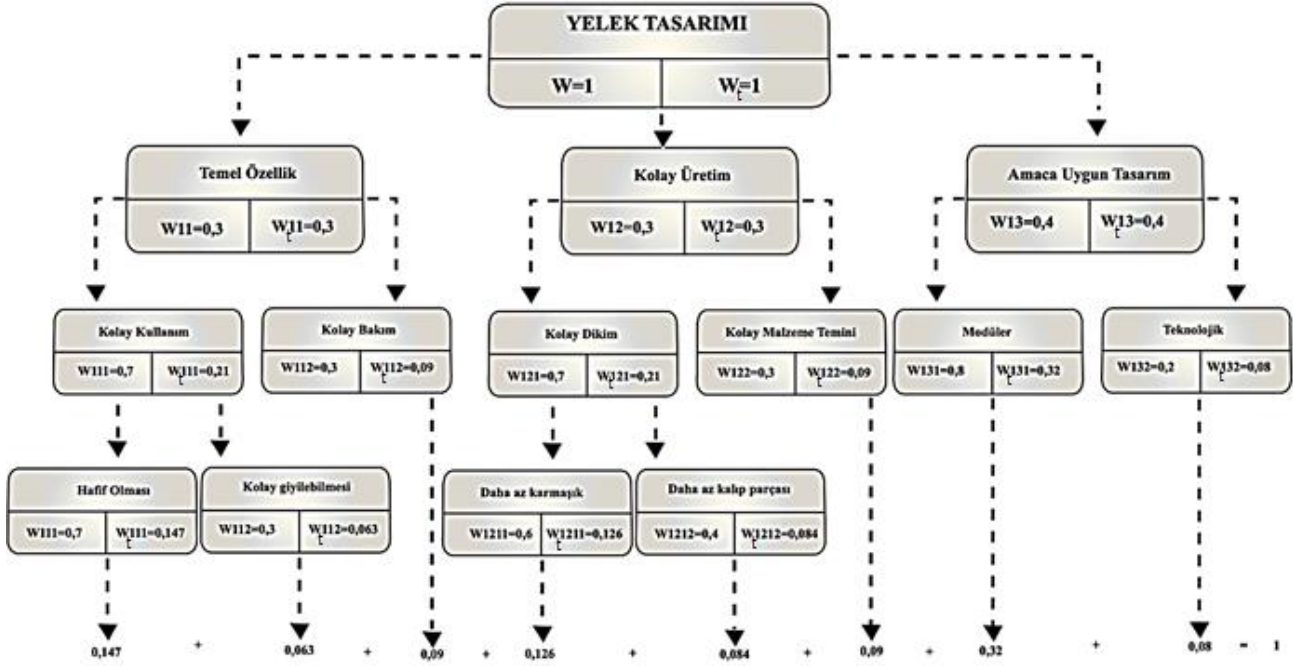 YELEK TASARIMI
W=1 Wt=1
Temel Özellik
W11=0,3 Wt11=0,3
Kolay Üretim
W12=0,3 Wt12=0,3
Amaca Uygun Tasarım
W13=0,4 Wt13=0,4
Kolay Kullanım
W111=0,7 Wt111=0,21
Kolay Bakım
W112=0,3 Wt112=0,09
Kolay Dikim
W121=0,7 Wt121=0,21
Kolay Malzeme Temini
W122=0,3 Wt122=0,09
Modüler
W131=0,8 Wt131=0,32
Teknolojik
W132=0,2 Wt132=0,08
Hafif Olması
W111=0,7 Wt111=0,147
Kolay giyilebilmesi
W112=0,3 Wt112=0,063
Daha az karmaşık
W1211=0,6 Wt1211=0,126
Daha az kalıp parçası
W1212=0,4 Wt1212=0,084
0,147 + 0,063 + 0,09 + 0,126 + 0,084 + 0,09 + 0,32 + 0,08 = 1